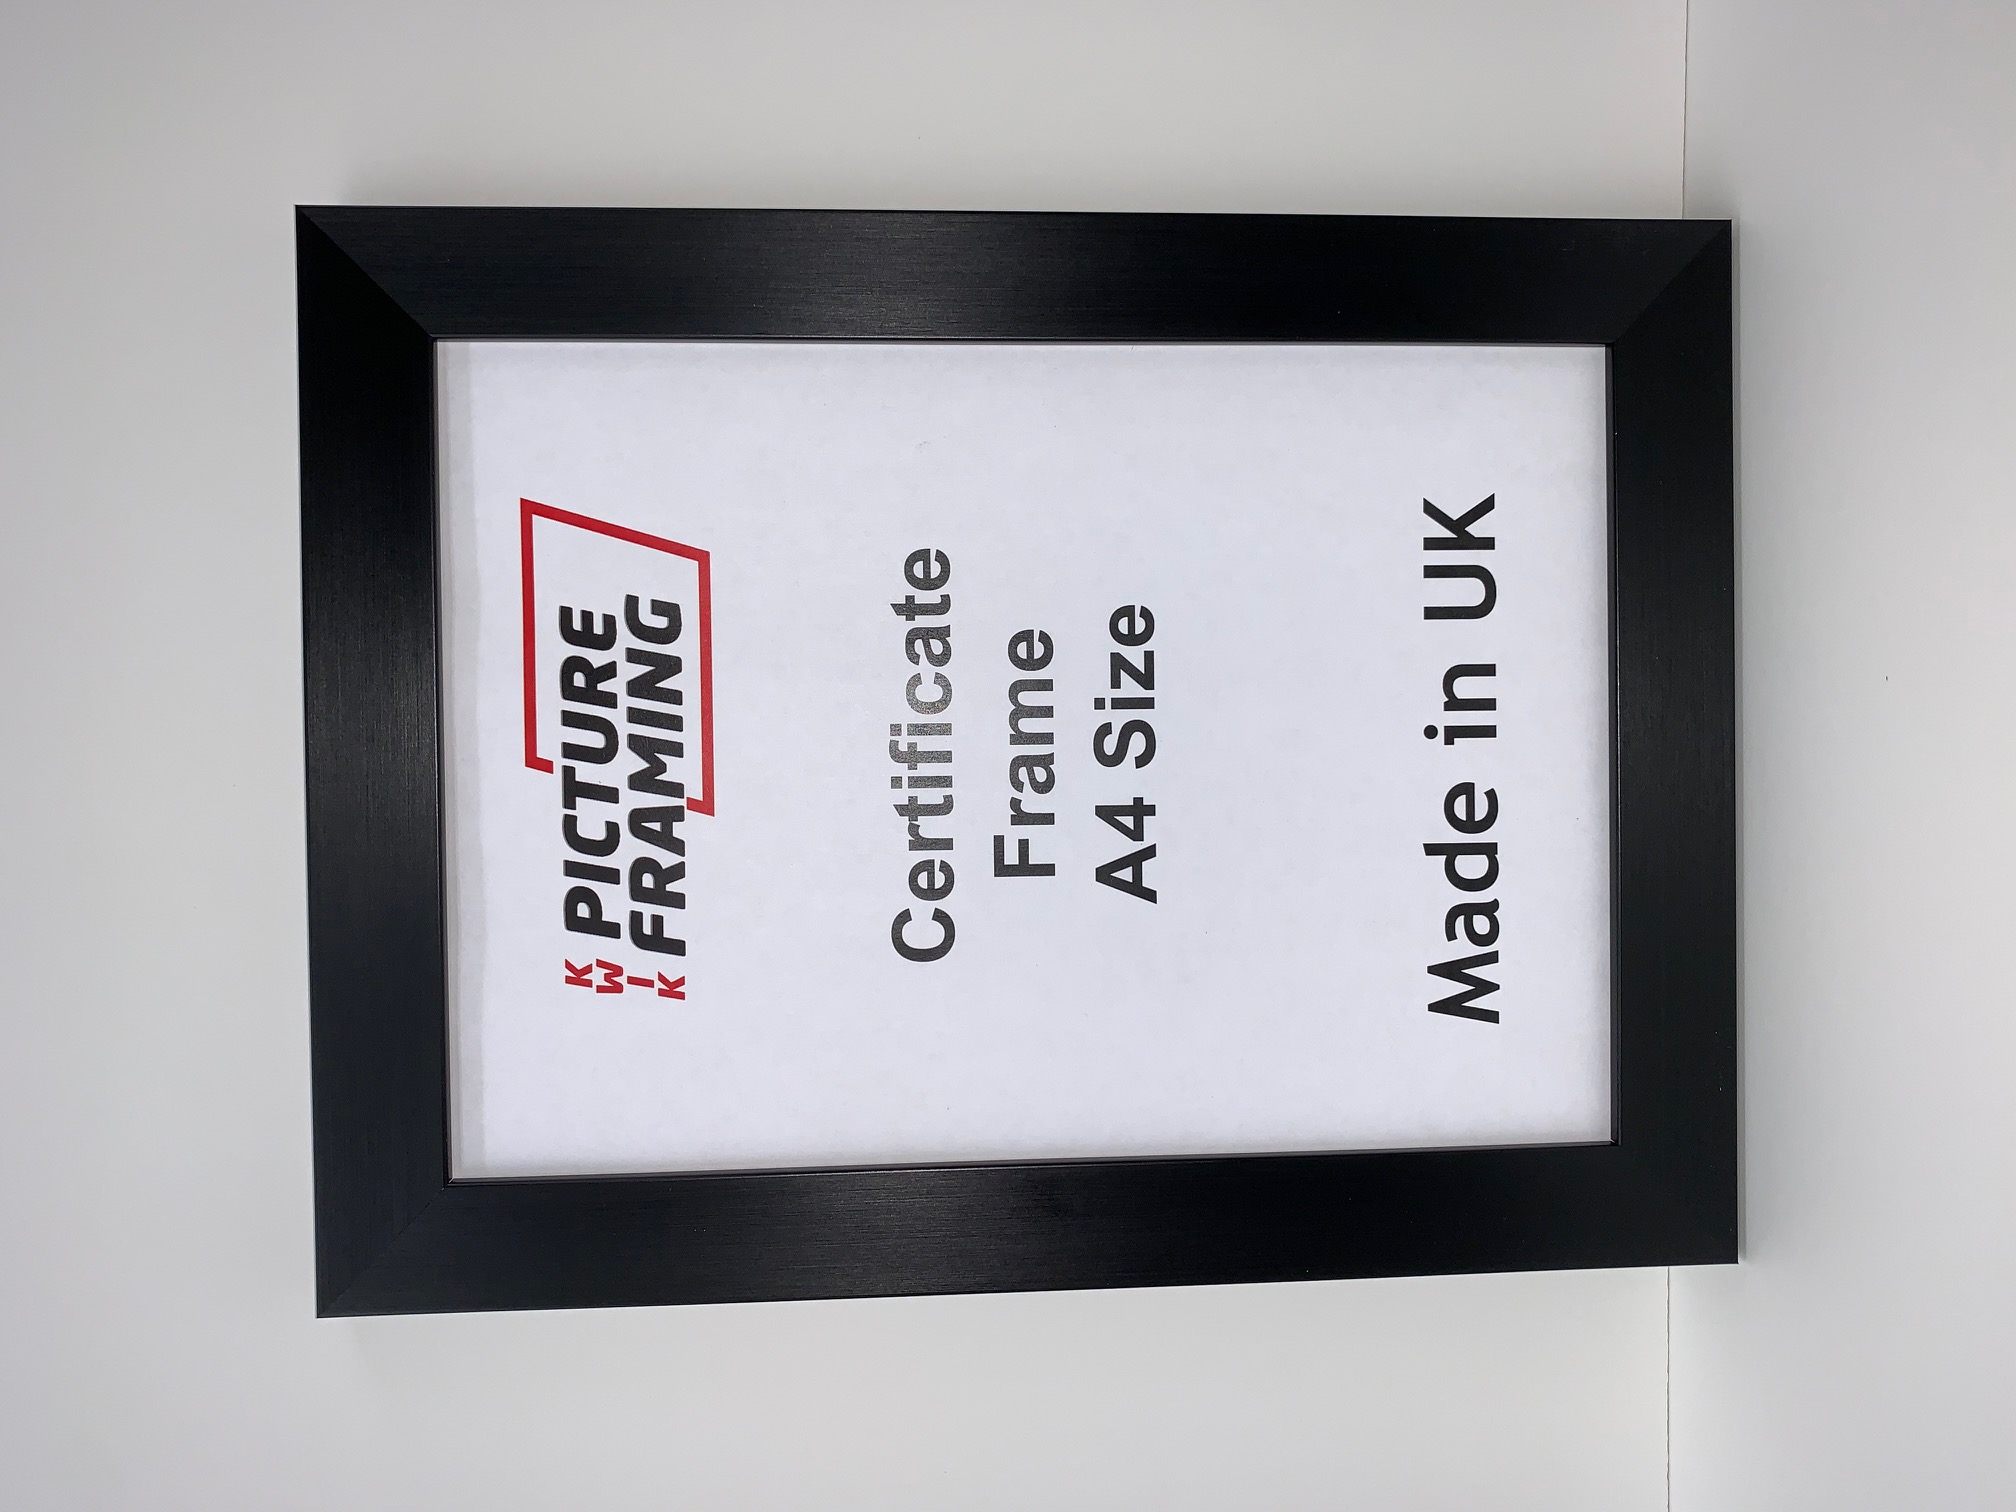 KWIK
PICTURE
FRAMING
Certificate
Frame
A4 Size
Made in UK